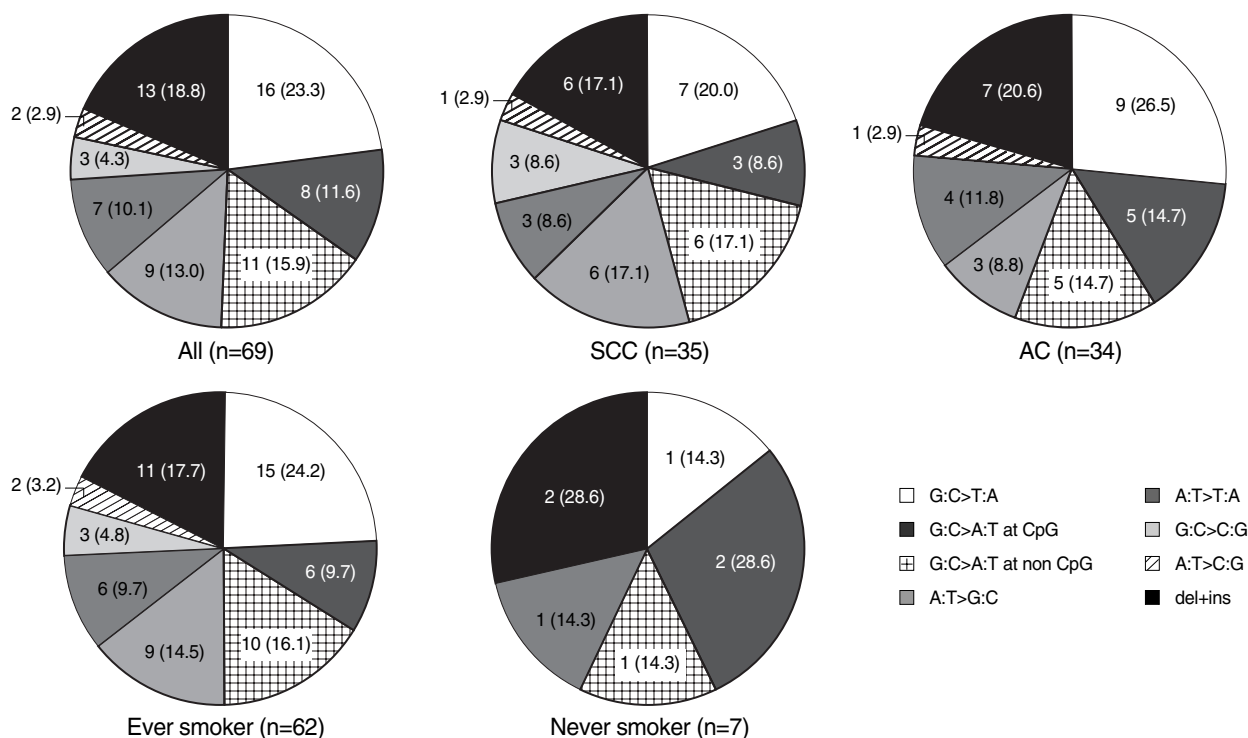 13 (18.8)
16 (23.3)
2 (2.9)
3 (4.3)
8 (11.6)
7 (10.1)
9 (13.0)
11 (15.9)
All (n=69)
6 (17.1)
7 (20.0)
1 (2.9)
3 (8.6)
3 (8.6)
3 (8.6)
6 (17.1)
6 (17.1)
SCC (n=35)
7 (20.6)
9 (26.5)
1 (2.9)
4 (11.8)
5 (14.7)
3 (8.8)
5 (14.7)
AC (n=34)
11 (17.7)
15 (24.2)
2 (3.2)
3 (4.8)
6 (9.7)
6 (9.7)
9 (14.5)
10 (16.1)
Ever smoker (n=62)
1 (14.3)
2 (28.6)
2 (28.6)
1 (14.3)
1 (14.3)
Never smoker (n=7)
G:C>T:A
G:C>A:T at CpG
G:C>A:T at non CpG
A:T>G:C
A:T>T:A
G:C>C:G
A:T>C:G
del+ins